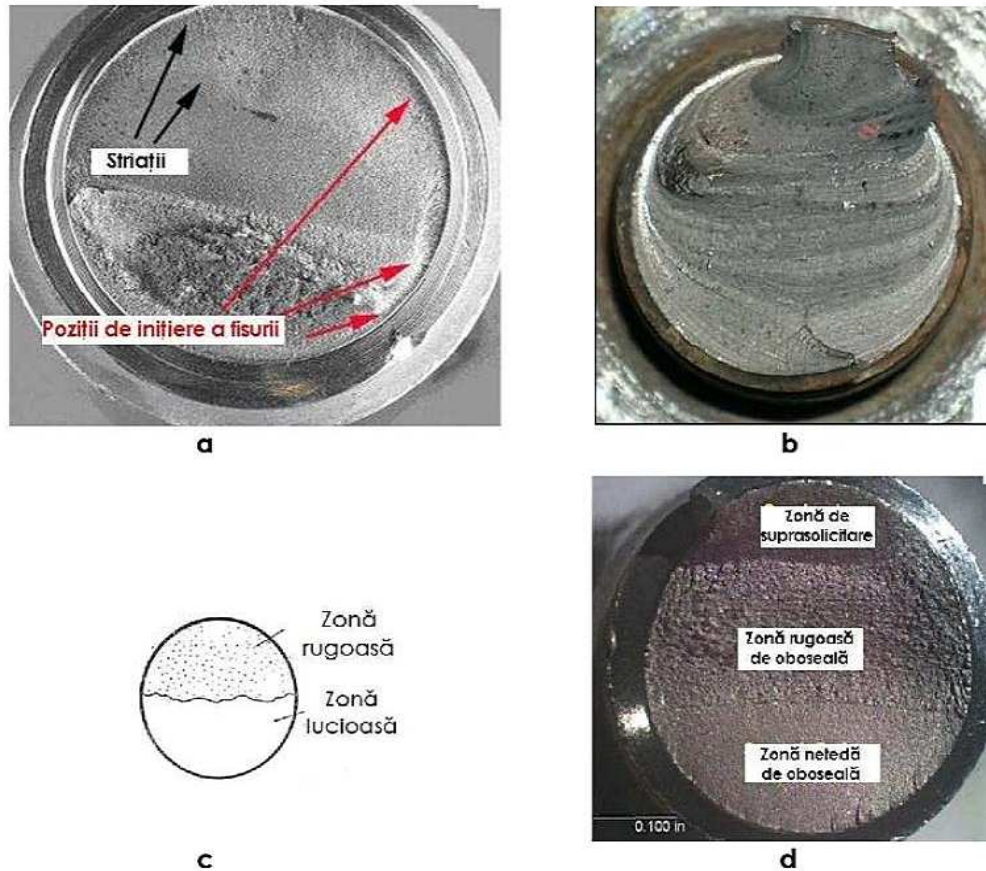 Striații
Poziții de inițiere a fisurii
a
b
Zonă
rugoasă
Zonă
lucioasă
c
Zonă de
suprasolicitare
Zonă rugoasă
de oboseală
Zonă netedă
de oboseală
0.100 in
d